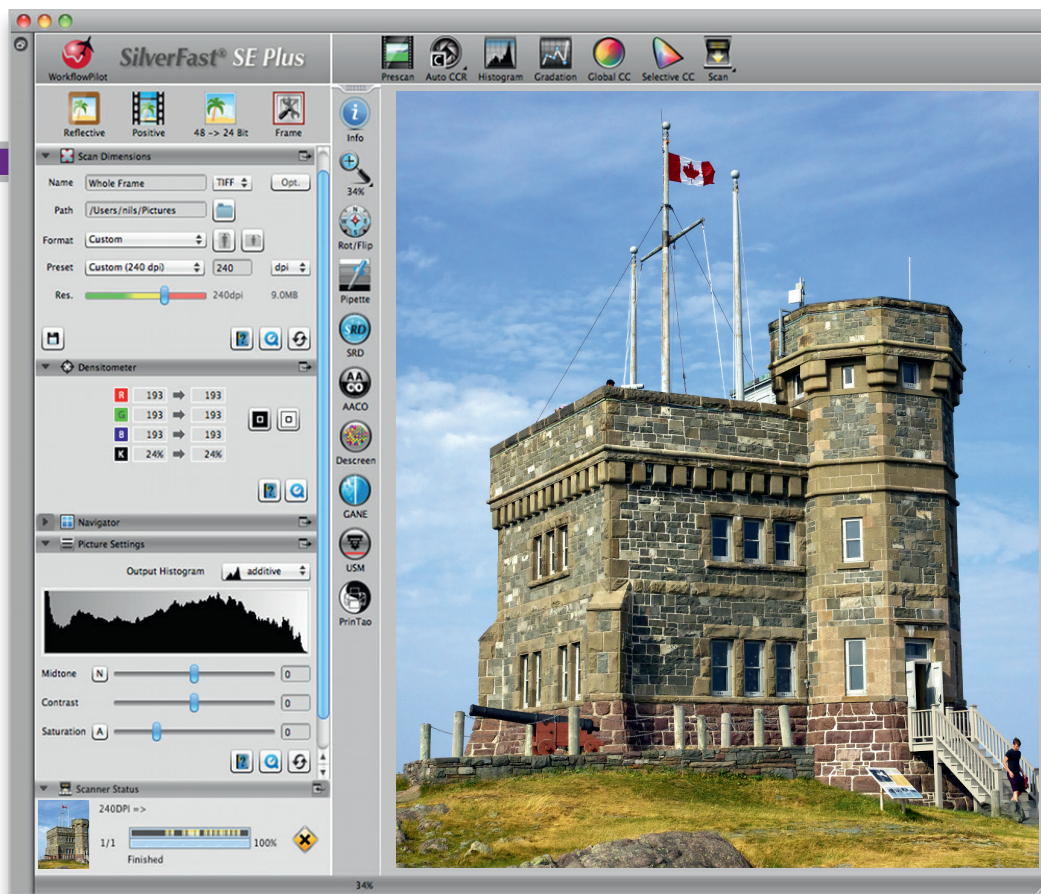 SilverFast® SE Plus
WorkflowPilot
Prescan Auto CCR Histogram Gradation Global CC Selective CC Scan
Reflective Positive 48 -> 24 Bit Frame
Scan Dimensions
Name Whole Frame TIFF Opt.
Path /Users/nils/Pictures
Format Custom
Preset Custom (240 dpi) 240 dpi
Res. 240dpi 9.0MB
Densitometer
R 193 193
G 193 193
B 193 193
K 24% 24%
Navigator
Picture Settings
Output Histogram additive
Midtone N 0
Contrast 0
Saturation A 0
Scanner Status
240DPI =>
1/1 100%
Finished
Info
34%
Rot/Flip
Pipette
SRD
SRD
AACO
AACO
Descreen
GANE
USM
PrinTao
34%